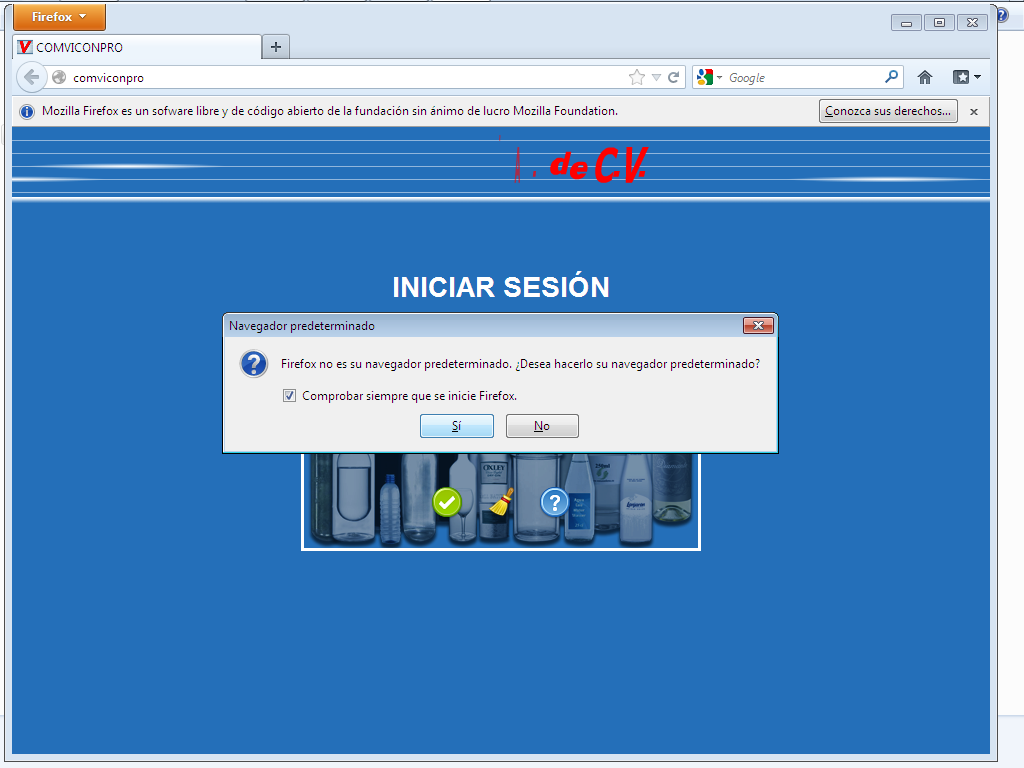 Firefox
COMVICONPRO
comviconpro
Google
Mozilla Firefox es un sofware libre y de código abierto de la fundación sin ánimo de lucro Mozilla Foundation.
Conozca sus derechos...
de C.V.
INICIAR SESIÓN
Navegador predeterminado
Firefox no es su navegador predeterminado. ¿Desea hacerlo su navegador predeterminado?
Comprobar siempre que se inicie Firefox.
Sí
No
OXLEY
250ml